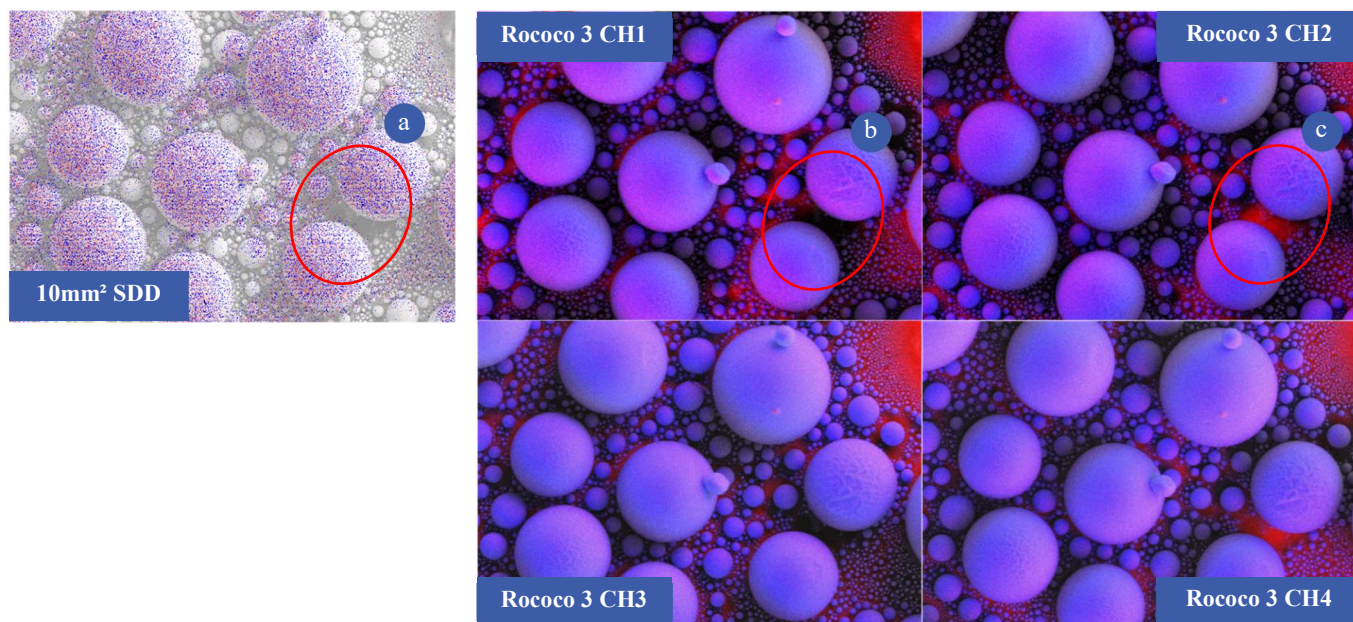 a
10mm² SDD
Rococo 3 CH1
b
Rococo 3 CH2
c
Rococo 3 CH3
Rococo 3 CH4